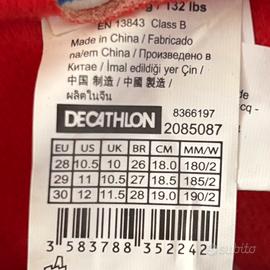 / 132 lbs
EN 13843 Class B
Made in China / Fabricado
na/em China / Произведено в
Китае / İmal edildiği yer Çin /
中国 制造 / 中國 製造 /
ผลิตในจีน
8366197
DECATHLON 2085087
EU US UK BR CM MM/W
28 10.5 10 26 18.0 180/2
29 11 10.5 27 18.5 185/2
30 12 11.5 28 19.0 190/2
3 583788 352242
subito